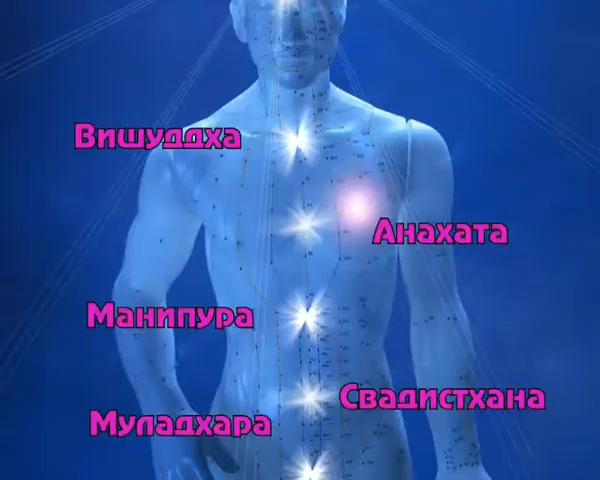 Вишуддха
Анахата
Манипура
Свадистхана
Муладхара